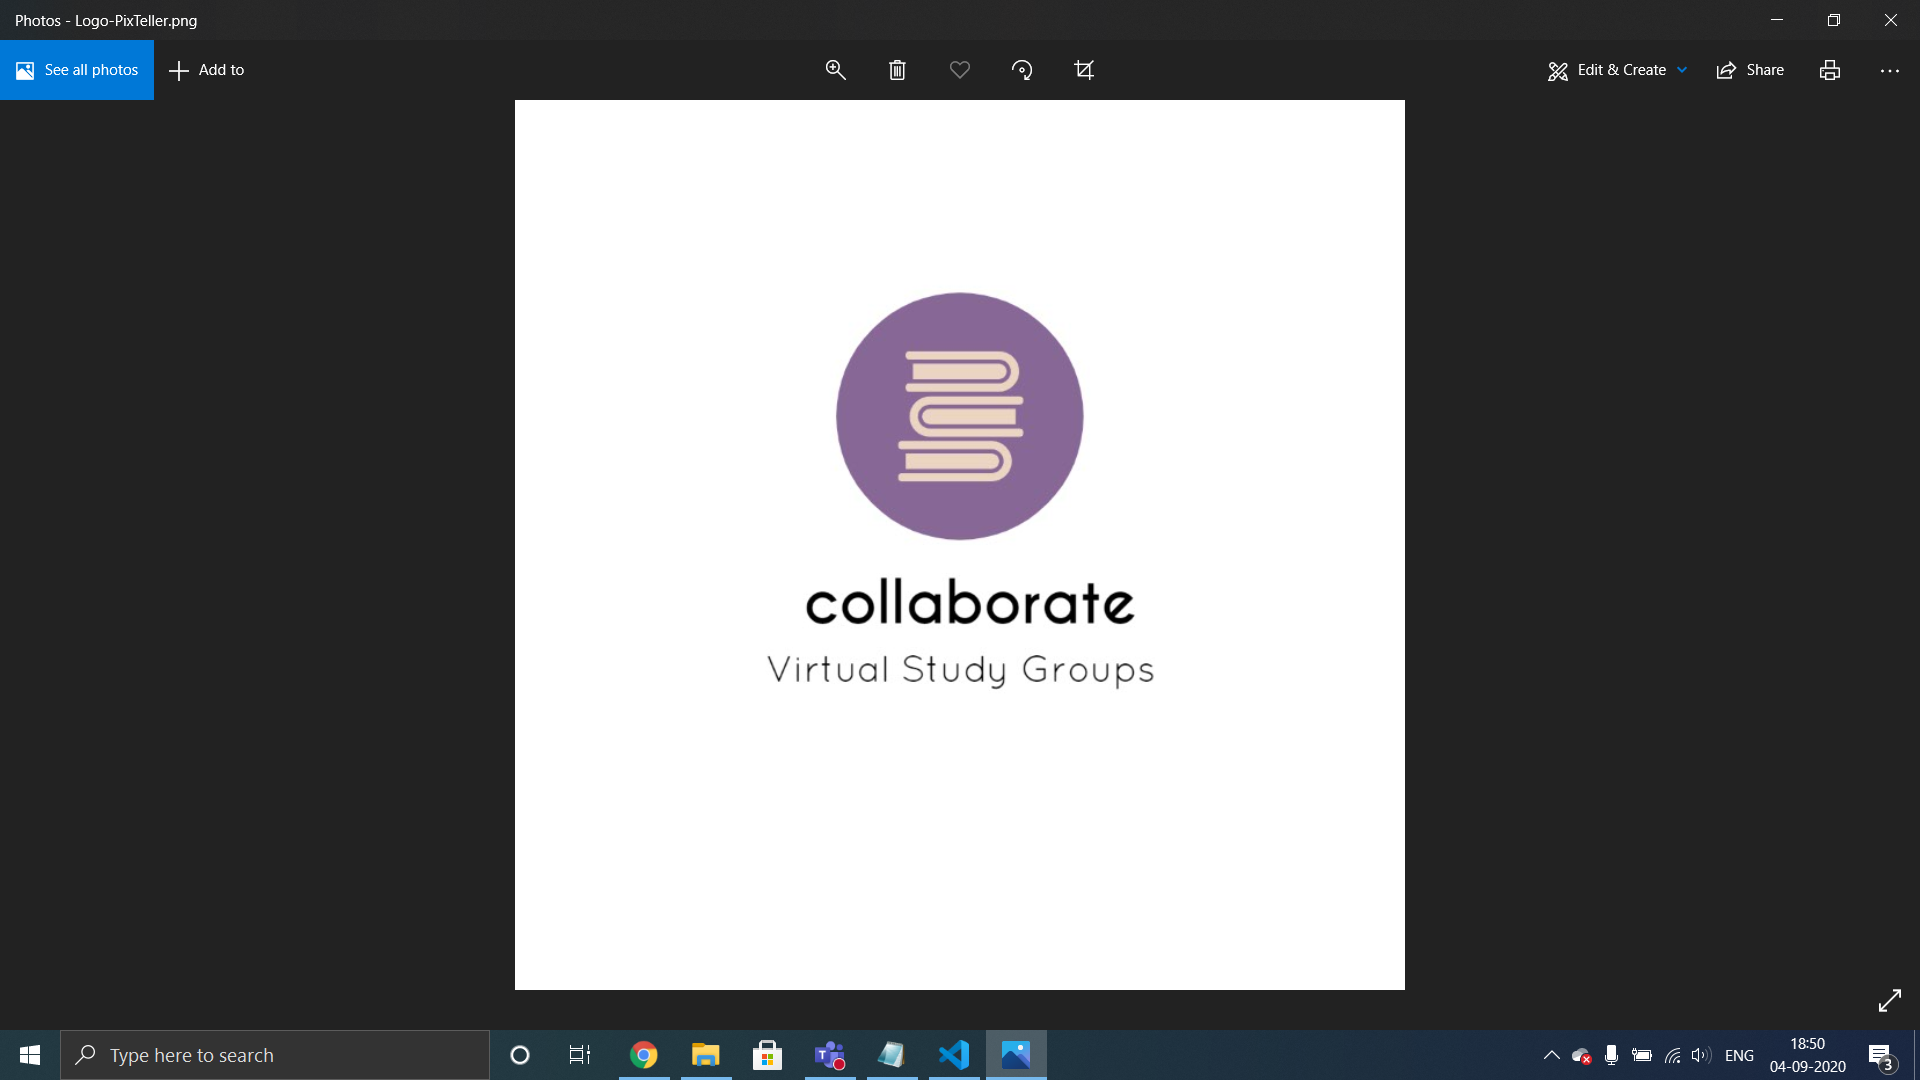 Photos - Logo-PixTeller.png
See all photos
Add to
Edit & Create
Share
collaborate
Virtual Study Groups
Type here to search
ENG
18:50
04-09-2020
3